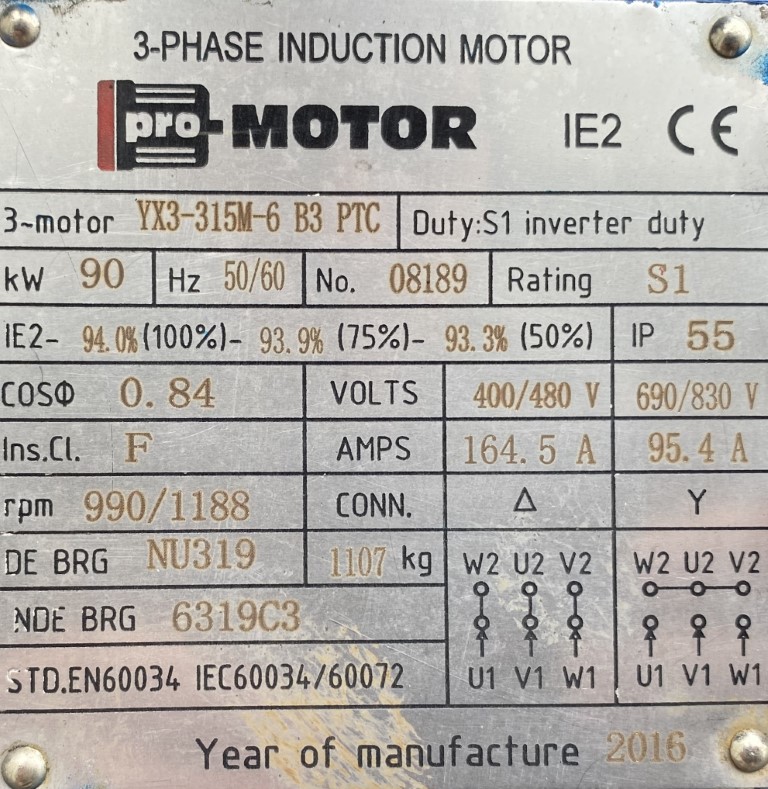 3-PHASE INDUCTION MOTOR
pro-MOTOR IE2 CE
3~motor YX3-315M-6 B3 PTC Duty:S1 inverter duty
kW 90 Hz 50/60 No. 08189 Rating S1
IE2- 94.0%(100%)- 93.9% (75%)- 93.3% (50%) IP 55
COSΦ 0.84 VOLTS 400/480 V 690/830 V
Ins.Cl. F AMPS 164.5 A 95.4 A
rpm 990/1188 CONN. Δ Y
DE BRG NU319 1107 kg W2 U2 V2 W2 U2 V2
NDE BRG 6319C3
STD.EN60034 IEC60034/60072 U1 V1 W1 U1 V1 W1
Year of manufacture 2016